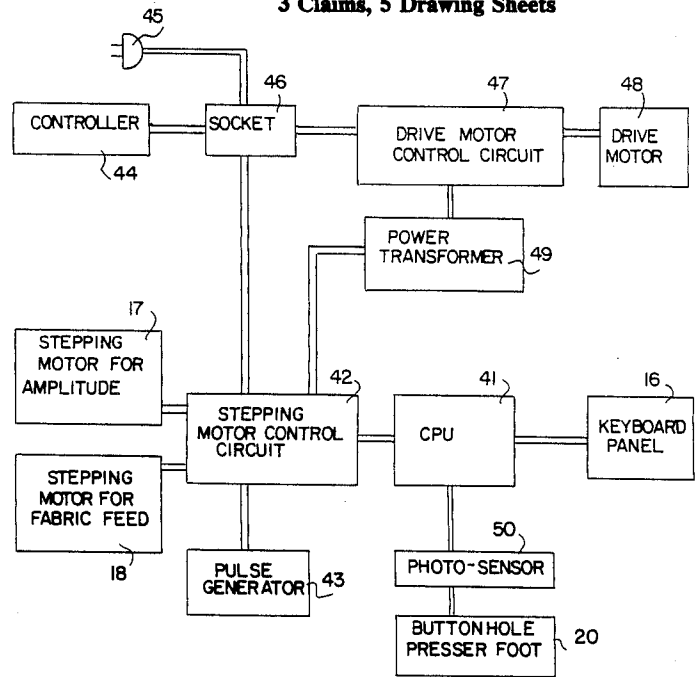 3 Claims, 5 Drawing Sheets
45
46
47
48
CONTROLLER
SOCKET
DRIVE MOTOR
CONTROL CIRCUIT
DRIVE
MOTOR
44
POWER
TRANSFORMER
49
17
STEPPING
MOTOR FOR
AMPLITUDE
42
41
16
STEPPING
MOTOR CONTROL
CIRCUIT
CPU
KEYBOARD
PANEL
STEPPING
MOTOR FOR
FABRIC FEED
18
50
PULSE
GENERATOR
43
PHOTO-SENSOR
BUTTONHOLE
PRESSER FOOT
20